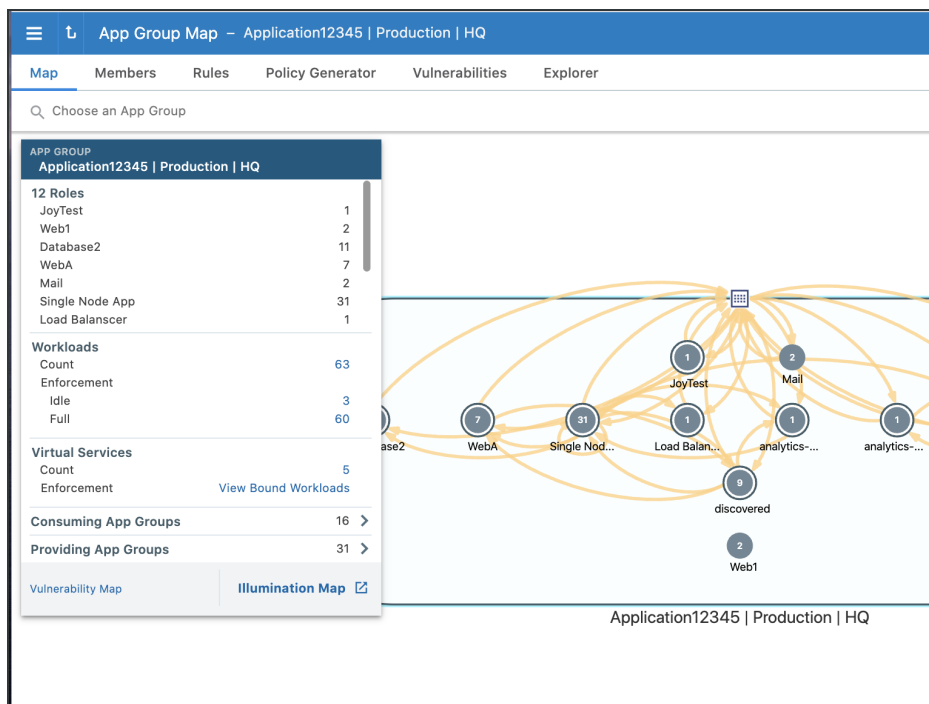 App Group Map – Application12345 | Production | HQ
Map Members Rules Policy Generator Vulnerabilities Explorer
Choose an App Group
APP GROUP
Application12345 | Production | HQ
12 Roles
JoyTest 1
Web1 2
Database2 11
WebA 7
Mail 2
Single Node App 31
Load Balanscer 1
Workloads
Count 63
Enforcement
Idle 3
Full 60
Virtual Services
Count 5
Enforcement View Bound Workloads
Consuming App Groups 16
Providing App Groups 31
Vulnerability Map Illumination Map
1 2
JoyTest Mail
7 31 1 1 1
ase2 WebA Single Nod... Load Balan... analytics-... analytics-...
9
discovered
2
Web1
Application12345 | Production | HQ